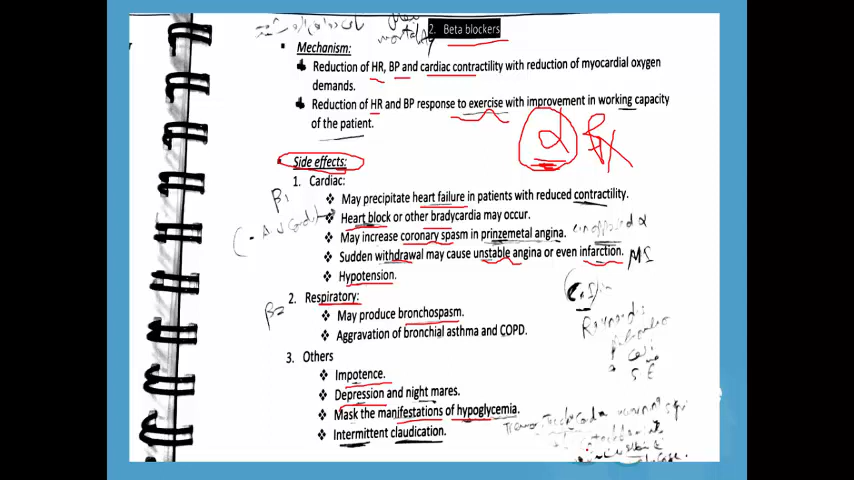 mortality
2. Beta blockers
Mechanism:
Reduction of HR, BP and cardiac contractility with reduction of myocardial oxygen
demands.
Reduction of HR and BP response to exercise with improvement in working capacity
of the patient.
α Rx
Side effects:
1. Cardiac:
β1
May precipitate heart failure in patients with reduced contractility.
Heart block or other bradycardia may occur.
May increase coronary spasm in prinzemetal angina. unopposed α
Sudden withdrawal may cause unstable angina or even infarction. MI
Hypotension.
2. Respiratory:
β2
May produce bronchospasm.
Aggravation of bronchial asthma and COPD.
3. Others
Impotence.
Depression and night mares.
Mask the manifestations of hypoglycemia.
Intermittent claudication.